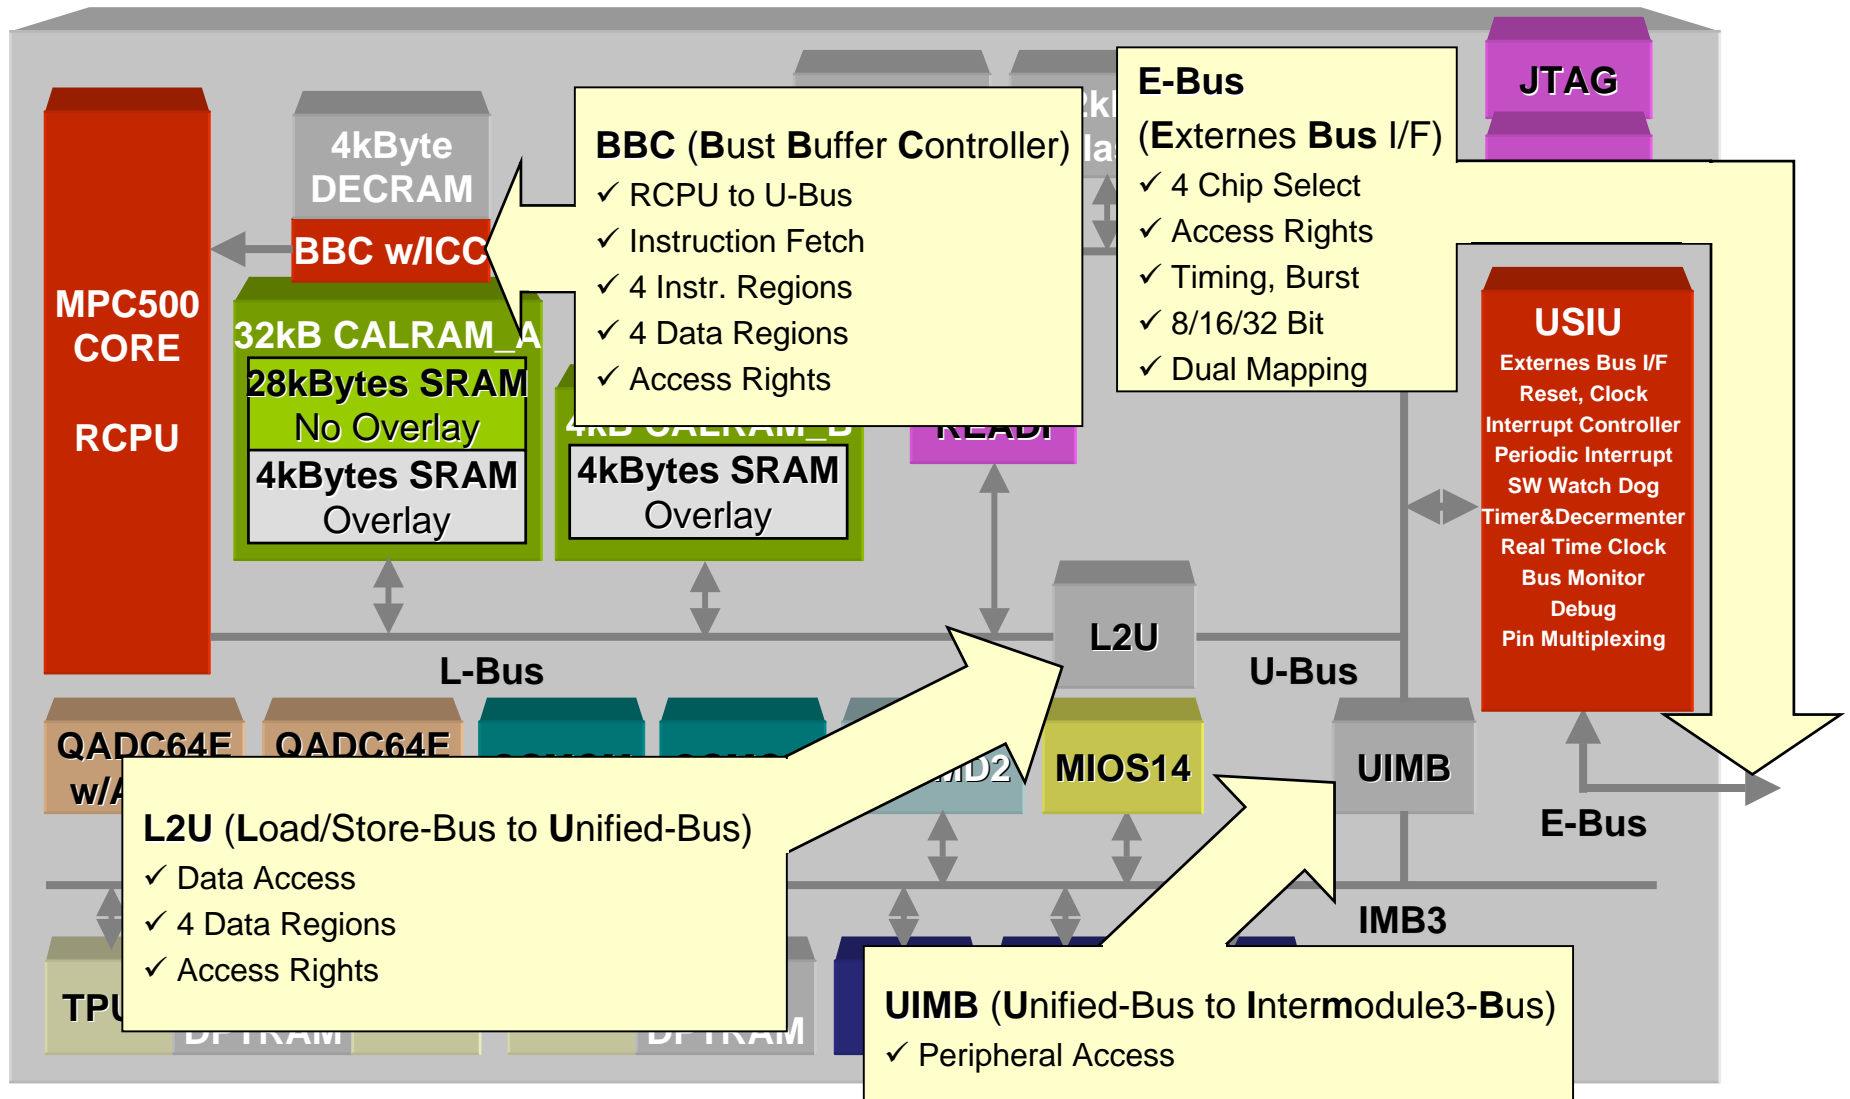 JTAG
E-Bus
(Externes Bus I/F)
✓ 4 Chip Select
✓ Access Rights
✓ Timing, Burst
✓ 8/16/32 Bit
✓ Dual Mapping
BBC (Bust Buffer Controller)
✓ RCPU to U-Bus
✓ Instruction Fetch
✓ 4 Instr. Regions
✓ 4 Data Regions
✓ Access Rights
4kByte
DECRAM
BBC w/ICC
MPC500
CORE
RCPU
32kB CALRAM_A
28kBytes SRAM
No Overlay
4kBytes SRAM
Overlay
4kB CALRAM_B
4kBytes SRAM
Overlay
READI
USIU
Externes Bus I/F
Reset, Clock
Interrupt Controller
Periodic Interrupt
SW Watch Dog
Timer&Decermenter
Real Time Clock
Bus Monitor
Debug
Pin Multiplexing
L2U
L-Bus
U-Bus
QADC64E
QADC64E
MIOS14
UIMB
E-Bus
L2U (Load/Store-Bus to Unified-Bus)
✓ Data Access
✓ 4 Data Regions
✓ Access Rights
IMB3
DPTRAM
DPTRAM
UIMB (Unified-Bus to Intermodule3-Bus)
✓ Peripheral Access